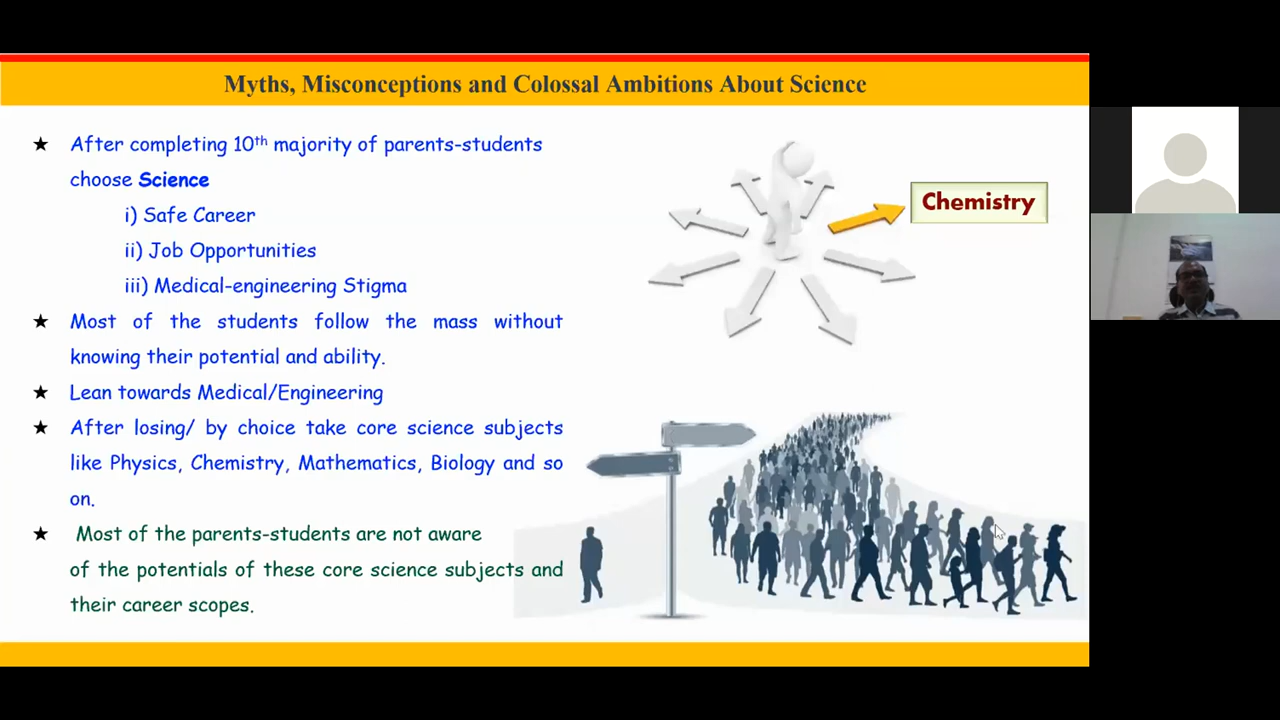 Myths, Misconceptions and Colossal Ambitions About Science
★ After completing 10th majority of parents-students
choose Science
i) Safe Career
ii) Job Opportunities
iii) Medical-engineering Stigma
★ Most of the students follow the mass without
knowing their potential and ability.
★ Lean towards Medical/Engineering
★ After losing/ by choice take core science subjects
like Physics, Chemistry, Mathematics, Biology and so
on.
★ Most of the parents-students are not aware
of the potentials of these core science subjects and
their career scopes.
Chemistry